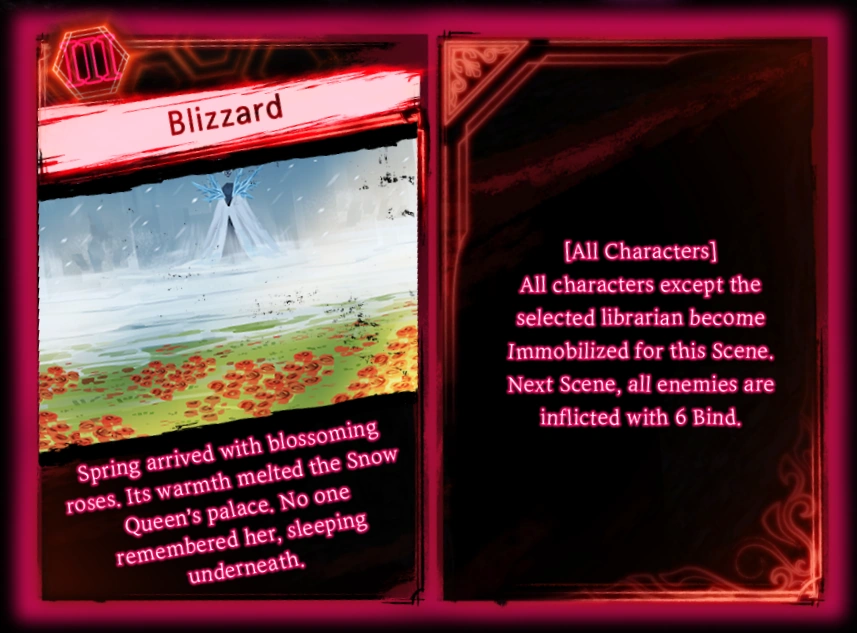 III
Blizzard
Spring arrived with blossoming
roses. Its warmth melted the Snow
Queen's palace. No one
remembered her, sleeping
underneath.
[All Characters]
All characters except the
selected librarian become
Immobilized for this Scene.
Next Scene, all enemies are
inflicted with 6 Bind.